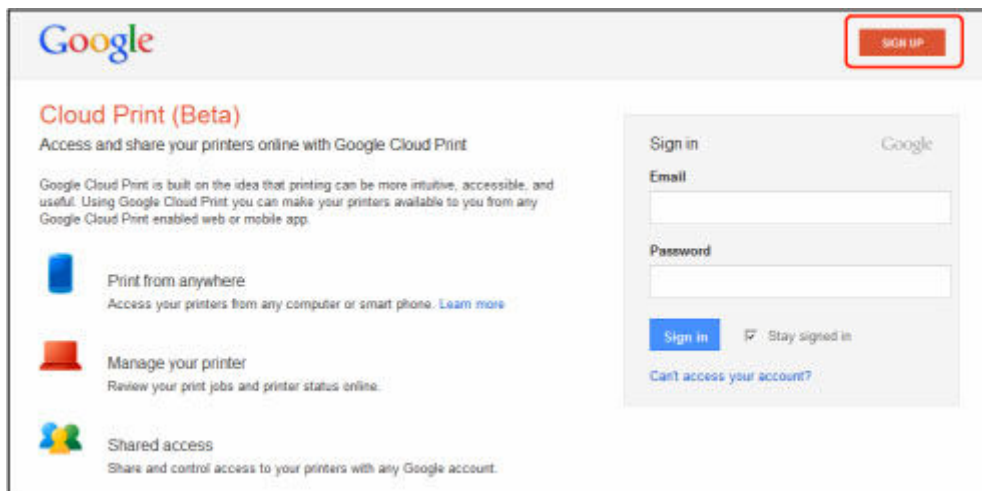 Google
SIGN UP
Cloud Print (Beta)
Access and share your printers online with Google Cloud Print
Google Cloud Print is built on the idea that printing can be more intuitive, accessible, and
useful. Using Google Cloud Print you can make your printers available to you from any
Google Cloud Print enabled web or mobile app.
Print from anywhere
Access your printers from any computer or smart phone. Learn more
Manage your printer
Review your print jobs and printer status online.
Shared access
Share and control access to your printers with any Google account.
Sign in
Google
Email
Password
Sign in
Stay signed in
Can't access your account?